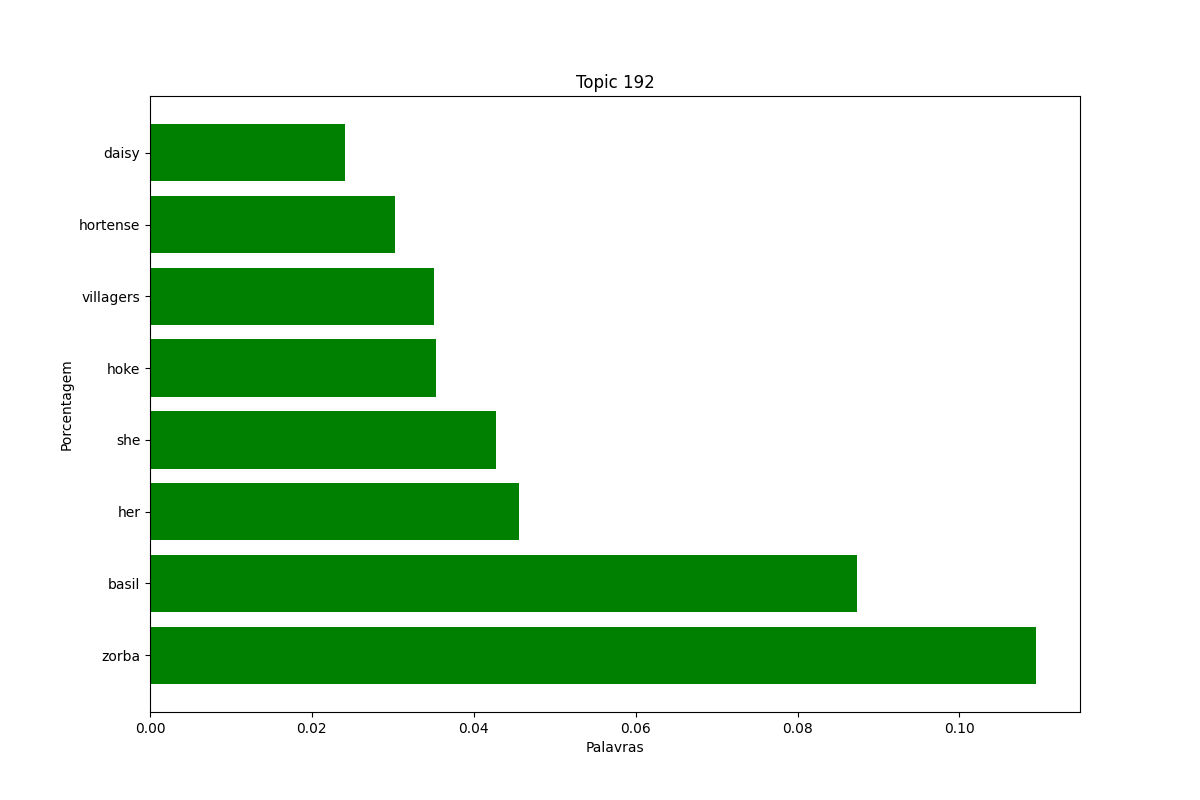 Topic 192
daisy
hortense
villagers
hoke
she
her
basil
zorba
Porcentagem
0.00 0.02 0.04 0.06 0.08 0.10
Palavras